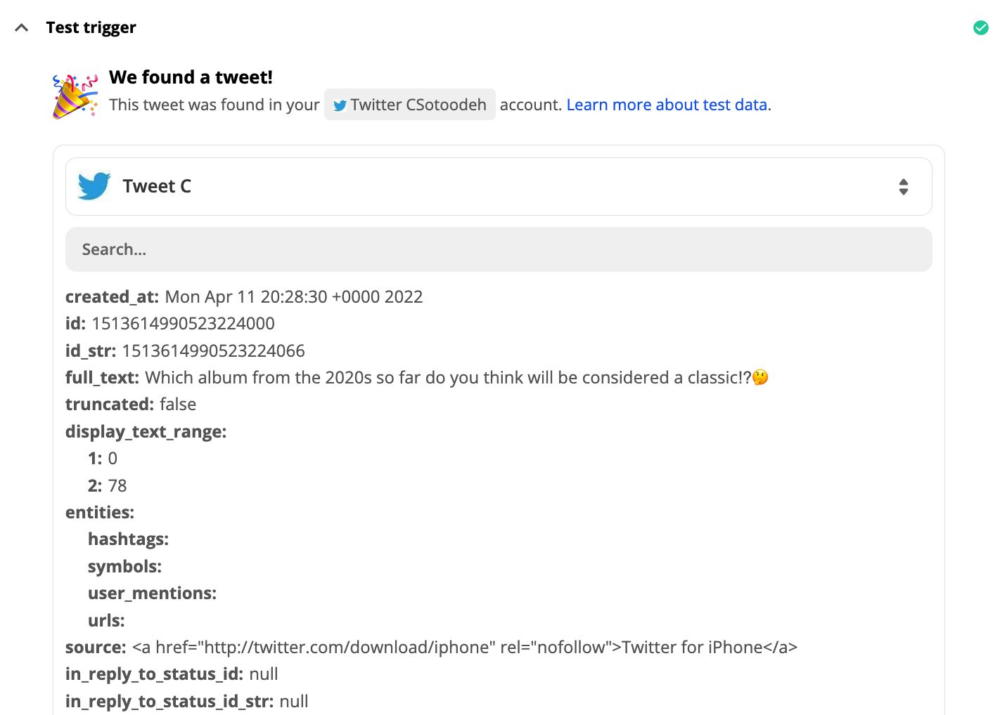 Test trigger
We found a tweet!
This tweet was found in your Twitter CSotoodeh account. Learn more about test data.
Tweet C
Search...
created_at: Mon Apr 11 20:28:30 +0000 2022
id: 1513614990523224000
id_str: 1513614990523224066
full_text: Which album from the 2020s so far do you think will be considered a classic!?🤔
truncated: false
display_text_range:
1: 0
2: 78
entities:
hashtags:
symbols:
user_mentions:
urls:
source: <a href="http://twitter.com/download/iphone" rel="nofollow">Twitter for iPhone</a>
in_reply_to_status_id: null
in_reply_to_status_id_str: null